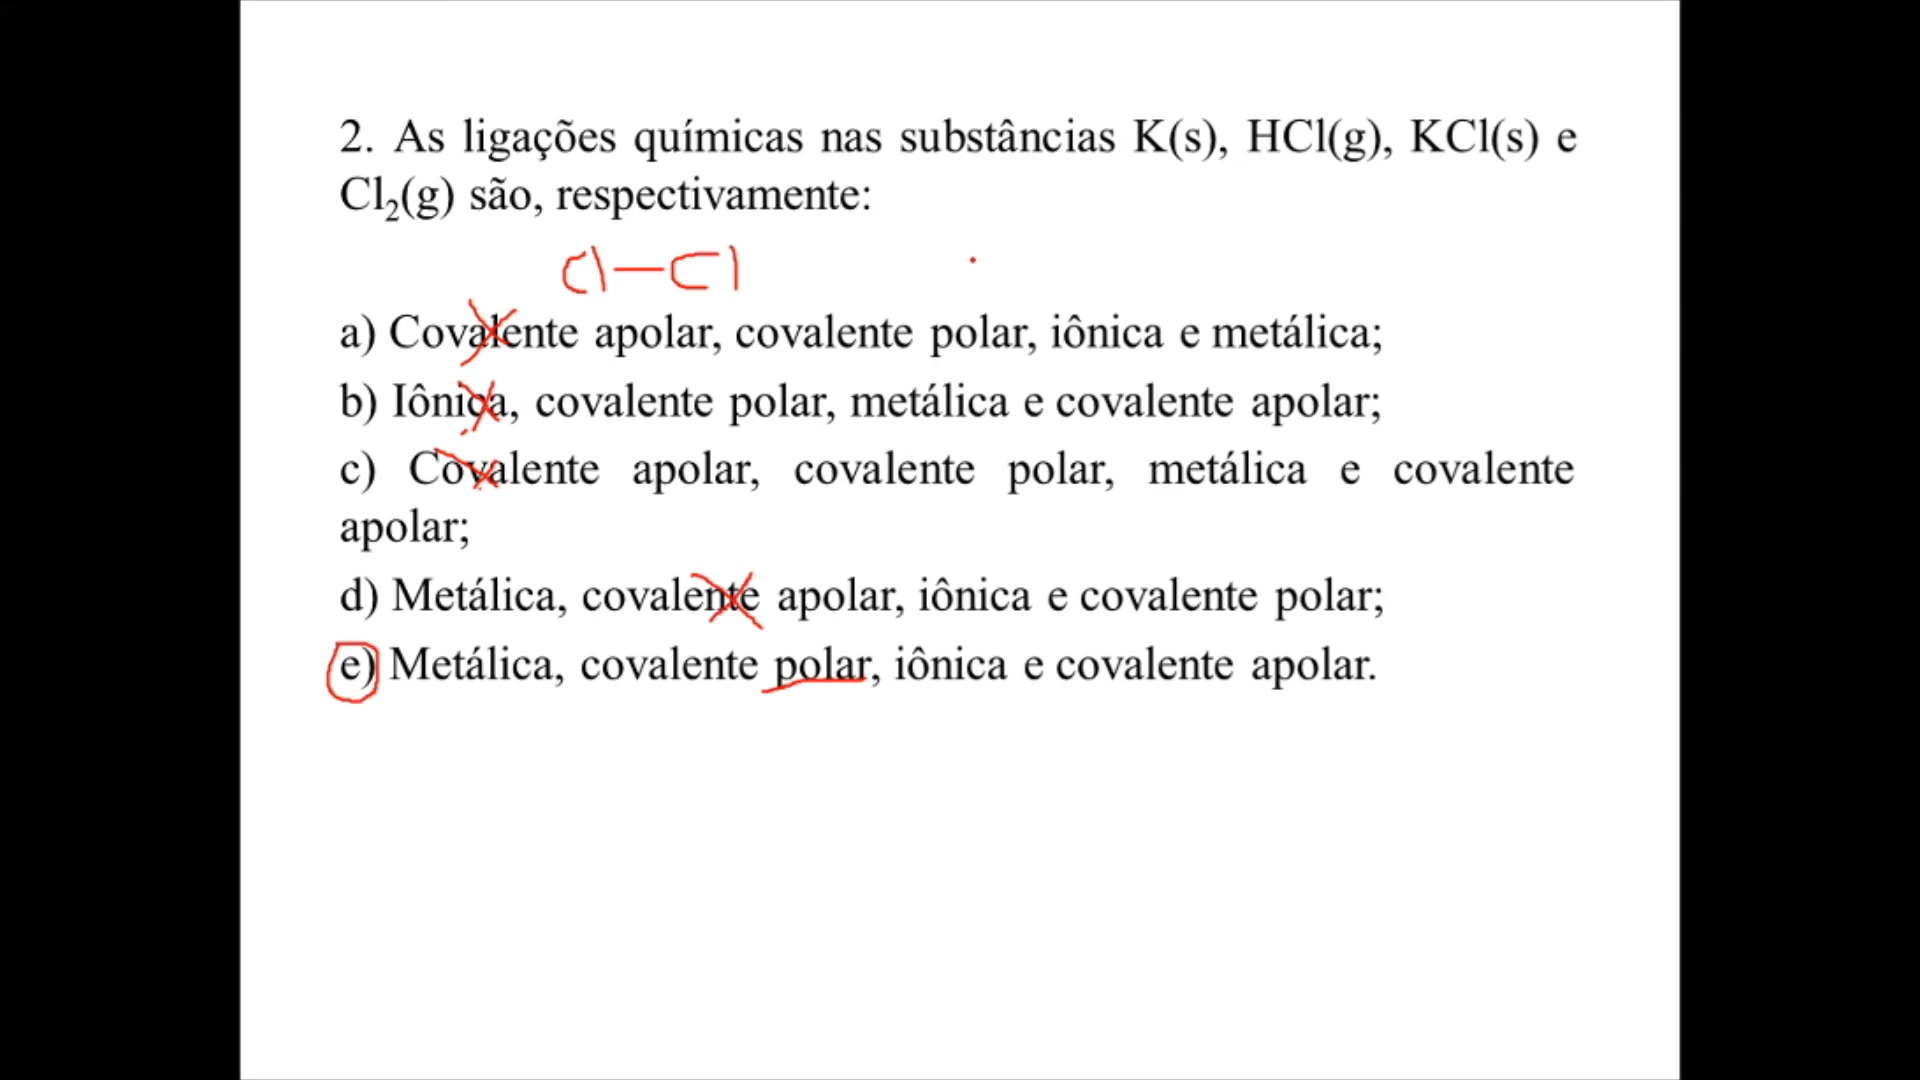 2. As ligações químicas nas substâncias K(s), HCl(g), KCl(s) e
Cl₂(g) são, respectivamente:
Cl—Cl
a) Covalente apolar, covalente polar, iônica e metálica;
b) Iônica, covalente polar, metálica e covalente apolar;
c) Covalente apolar, covalente polar, metálica e covalente
apolar;
d) Metálica, covalente apolar, iônica e covalente polar;
e) Metálica, covalente polar, iônica e covalente apolar.